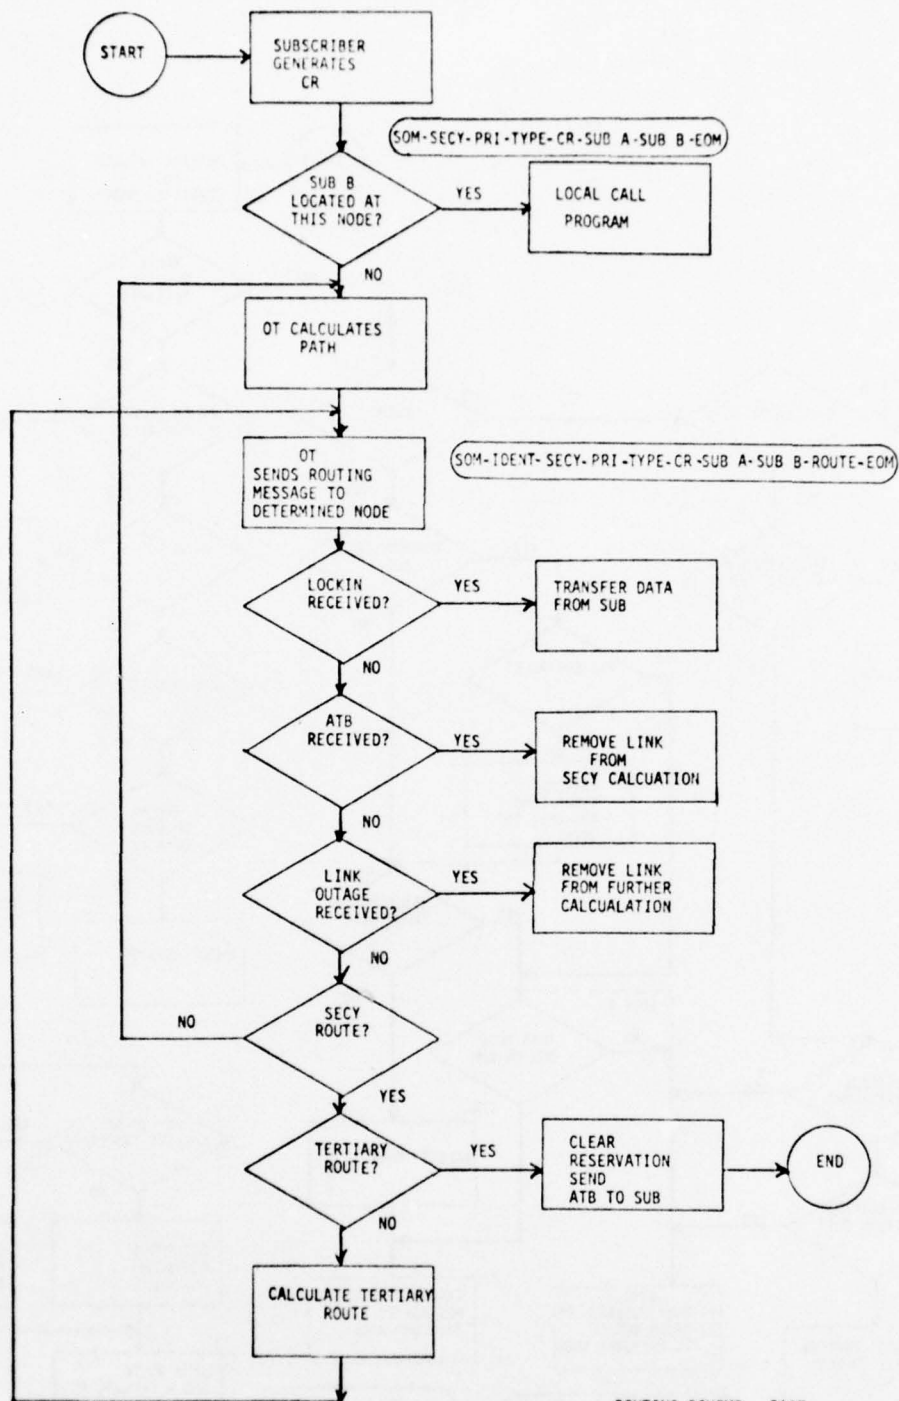 START
SUBSCRIBER
GENERATES
CR
SOM-SECY-PRI-TYPE-CR-SUB A-SUB B-EOM
SUB B
LOCATED AT
THIS NODE?
YES
LOCAL CALL
PROGRAM
NO
OT CALCULATES
PATH
OT
SENDS ROUTING
MESSAGE TO
DETERMINED NODE
SOM-IDENT-SECY-PRI-TYPE-CR-SUB A-SUB B-ROUTE-EOM
LOCKIN
RECEIVED?
YES
TRANSFER DATA
FROM SUB
NO
ATB
RECEIVED?
YES
REMOVE LINK
FROM
SECY CALCUATION
NO
LINK
OUTAGE
RECEIVED?
YES
REMOVE LINK
FROM FURTHER
CALCUALATION
NO
SECY
ROUTE?
NO
YES
TERTIARY
ROUTE?
YES
CLEAR
RESERVATION
SEND
ATB TO SUB
END
NO
CALCULATE TERTIARY
ROUTE